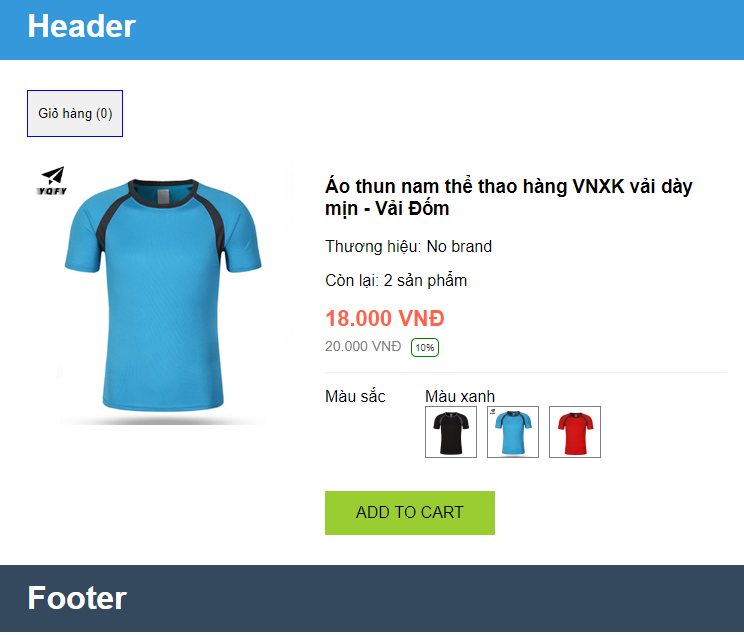 Header
Giỏ hàng (0)
YQFY
Áo thun nam thể thao hàng VNXK vải dày
mịn - Vải Đốm
Thương hiệu: No brand
Còn lại: 2 sản phẩm
18.000 VNĐ
20.000 VNĐ 10%
Màu sắc Màu xanh
ADD TO CART
Footer